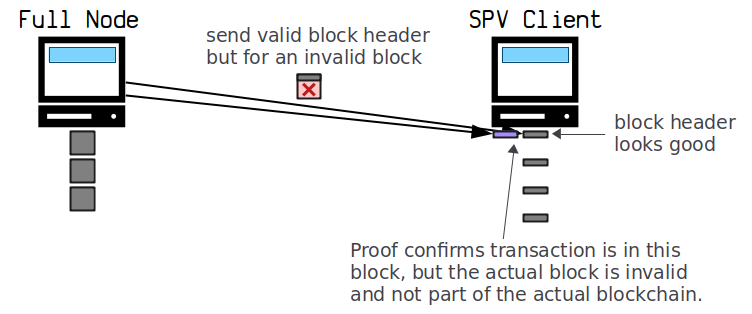 Full Node
SPV Client
send valid block header
but for an invalid block
block header
looks good
Proof confirms transaction is in this
block, but the actual block is invalid
and not part of the actual blockchain.